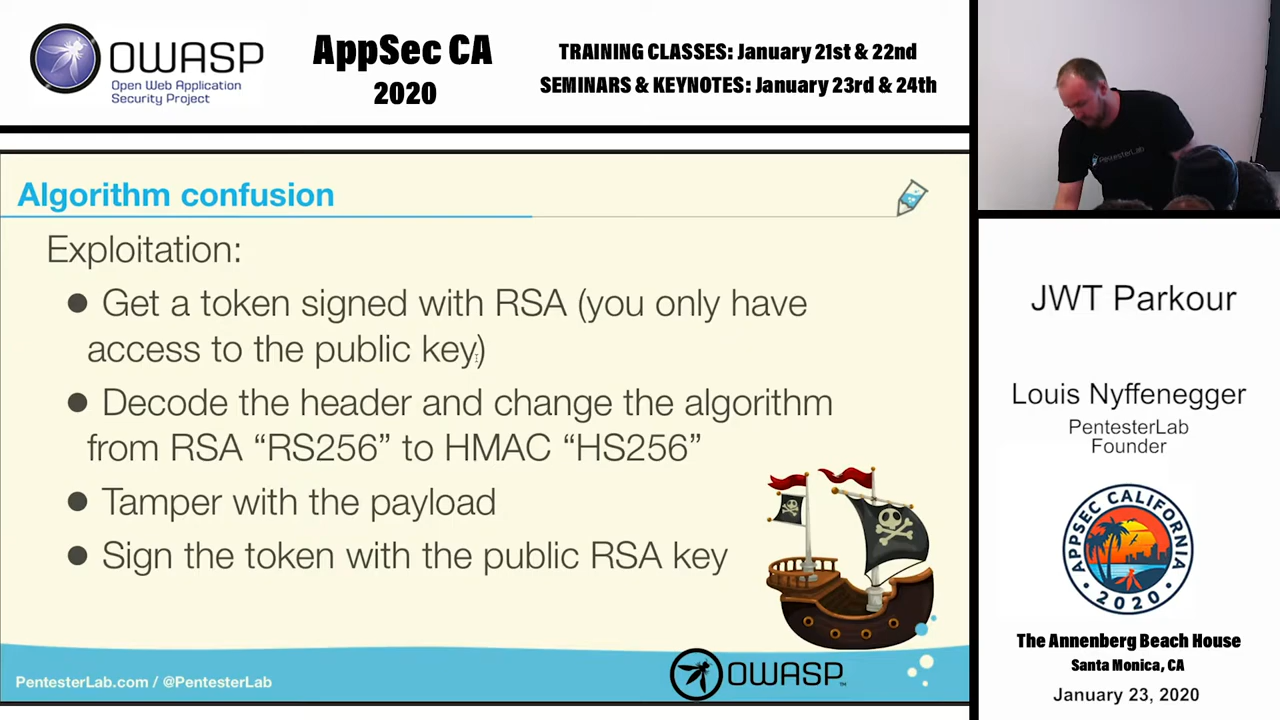 OWASP
Open Web Application
Security Project
AppSec CA
2020
TRAINING CLASSES: January 21st & 22nd
SEMINARS & KEYNOTES: January 23rd & 24th
PentesterLab
Algorithm confusion
Exploitation:
● Get a token signed with RSA (you only have
access to the public key)
● Decode the header and change the algorithm
from RSA “RS256” to HMAC “HS256”
● Tamper with the payload
● Sign the token with the public RSA key
PentesterLab.com / @PentesterLab
OWASP™
JWT Parkour
Louis Nyffenegger
PentesterLab
Founder
APPSEC CALIFORNIA
• 2020 •
The Annenberg Beach House
Santa Monica, CA
January 23, 2020